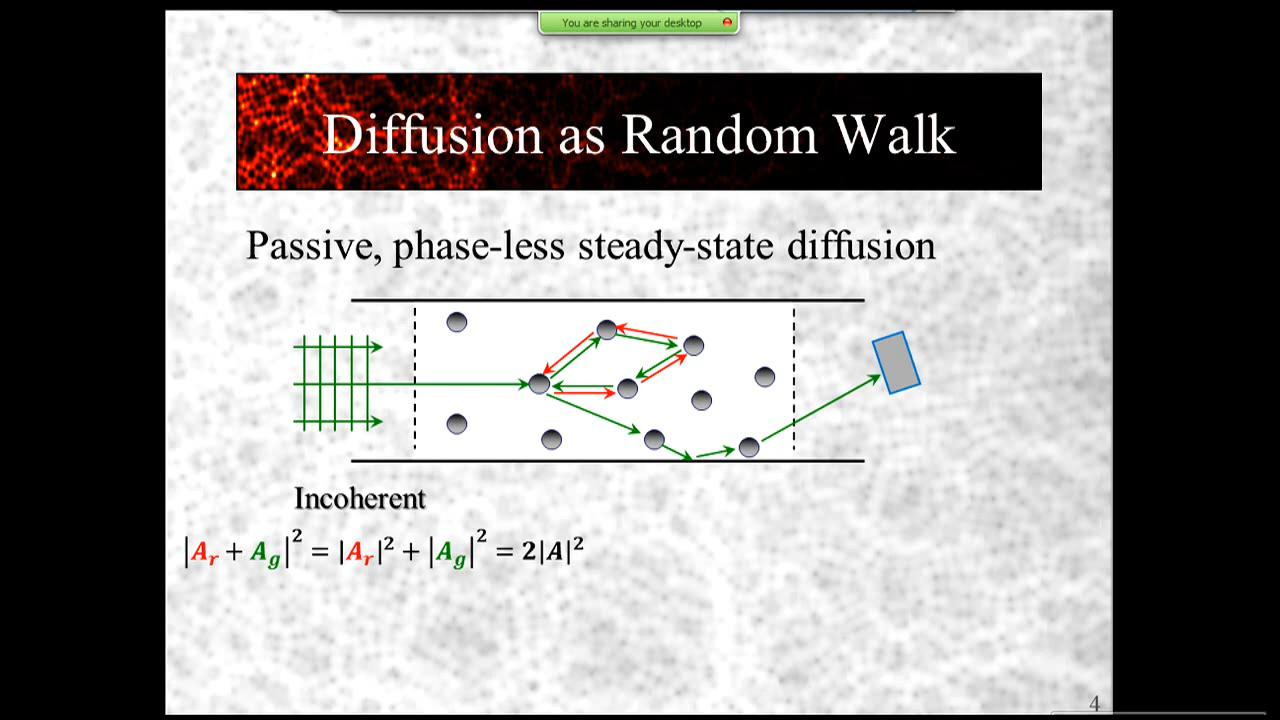 You are sharing your desktop
Diffusion as Random Walk
Passive, phase-less steady-state diffusion
Incoherent
|A_r + A_g|² = |A_r|² + |A_g|² = 2|A|²
4